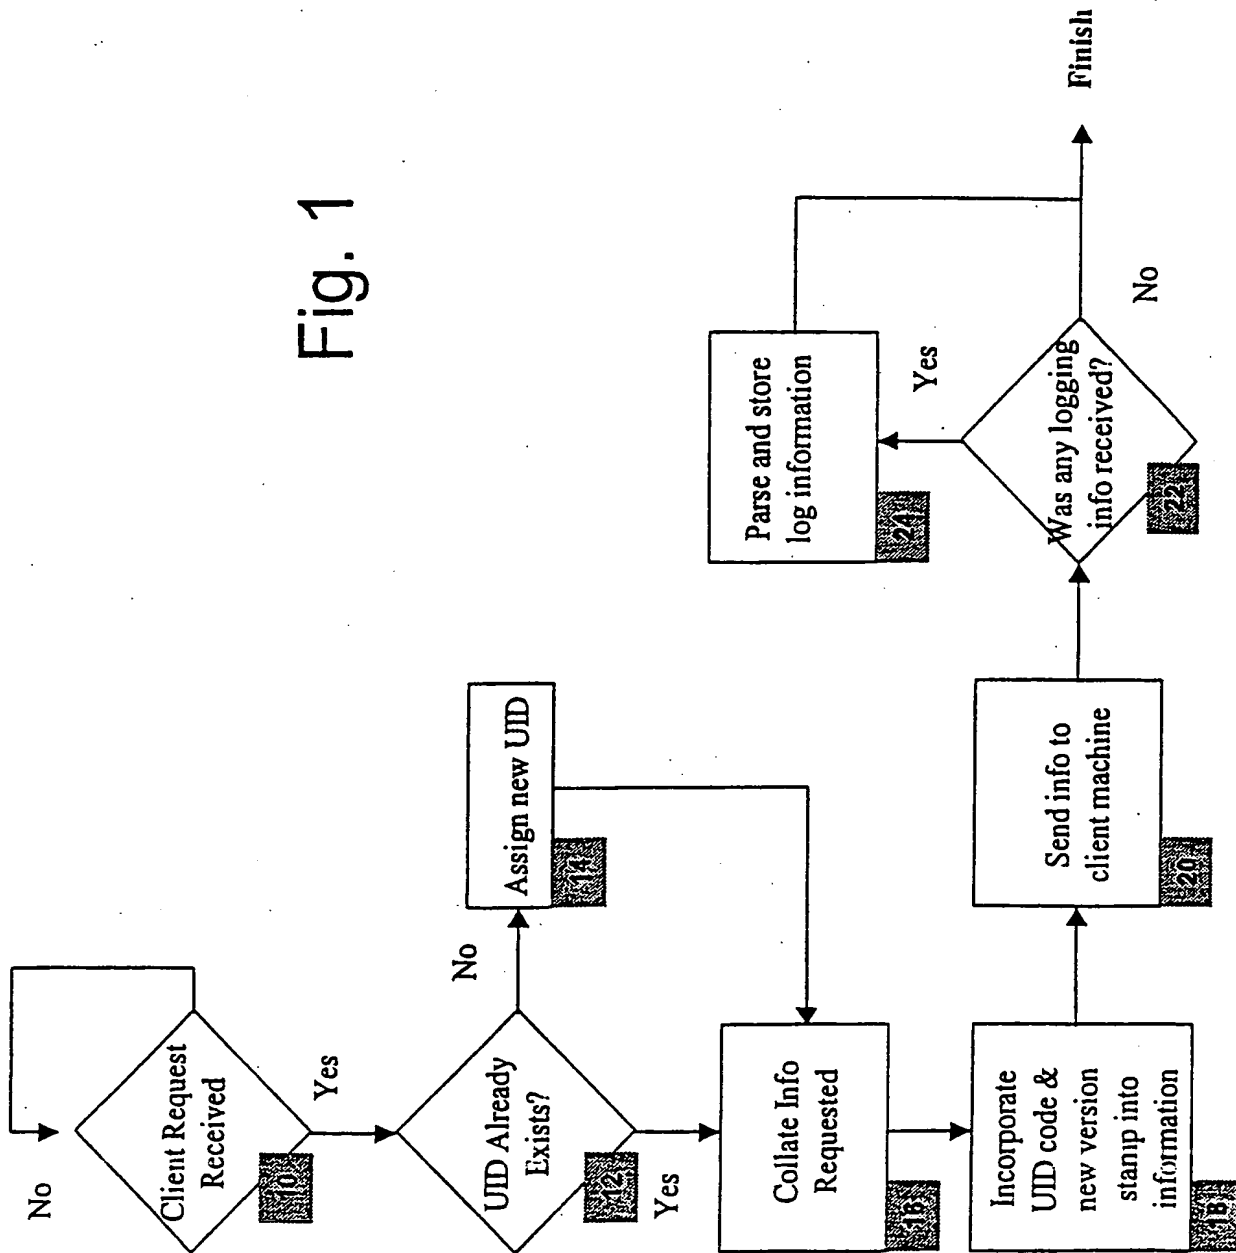 Fig. 1
No
Client Request
Received
10
Yes
UID Already
Exists?
12
No
Assign new UID
14
Yes
Collate Info
Requested
16
Incorporate
UID code &
new version
stamp into
information
18
Send info to
client machine
20
Was any logging
info received?
22
Yes
Parse and store
log information
24
No
Finish